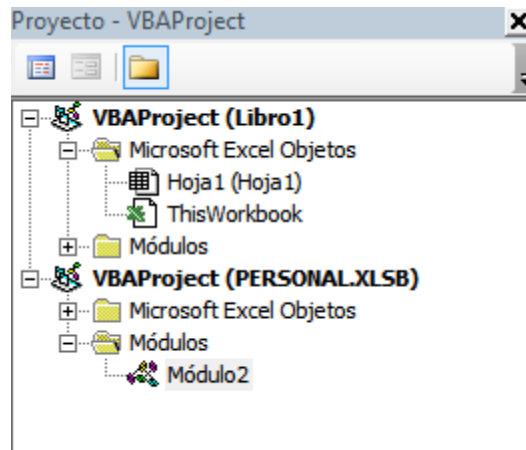 Proyecto - VBAProject
VBAProject (Libro1)
Microsoft Excel Objetos
Hoja1 (Hoja1)
ThisWorkbook
Módulos
VBAProject (PERSONAL.XLSB)
Microsoft Excel Objetos
Módulos
Módulo2